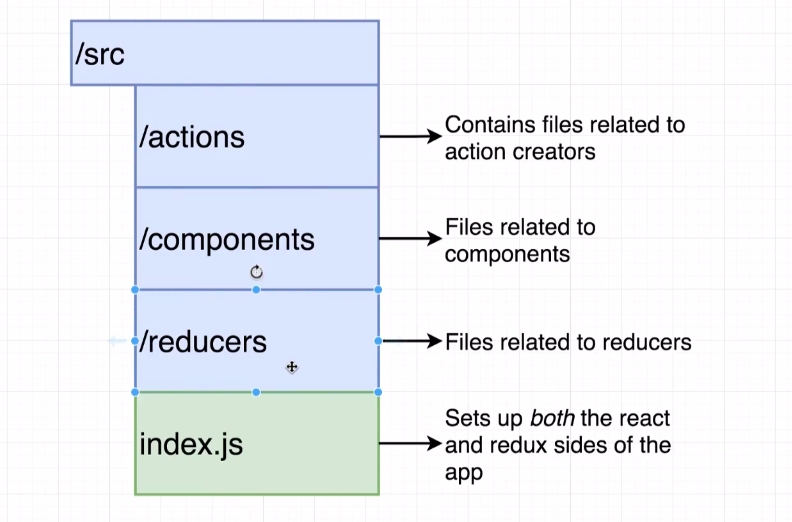 /src
/actions
Contains files related to
action creators
/components
Files related to
components
/reducers
Files related to reducers
index.js
Sets up both the react
and redux sides of the
app